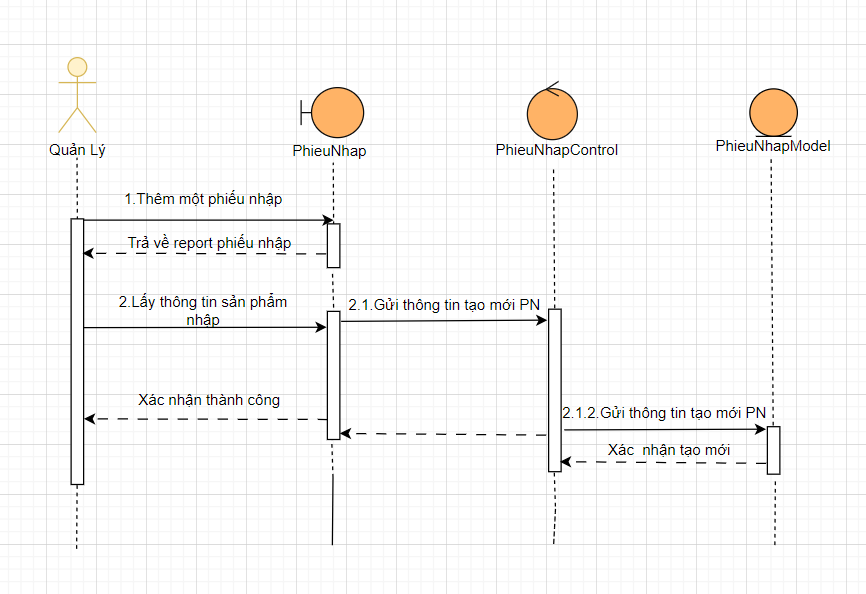 Quản Lý
PhieuNhap
PhieuNhapControl
PhieuNhapModel
1.Thêm một phiếu nhập
Trả về report phiếu nhập
2.Lấy thông tin sản phẩm
nhập
2.1.Gửi thông tin tạo mới PN
Xác nhận thành công
2.1.2.Gửi thông tin tạo mới PN
Xác nhận tạo mới